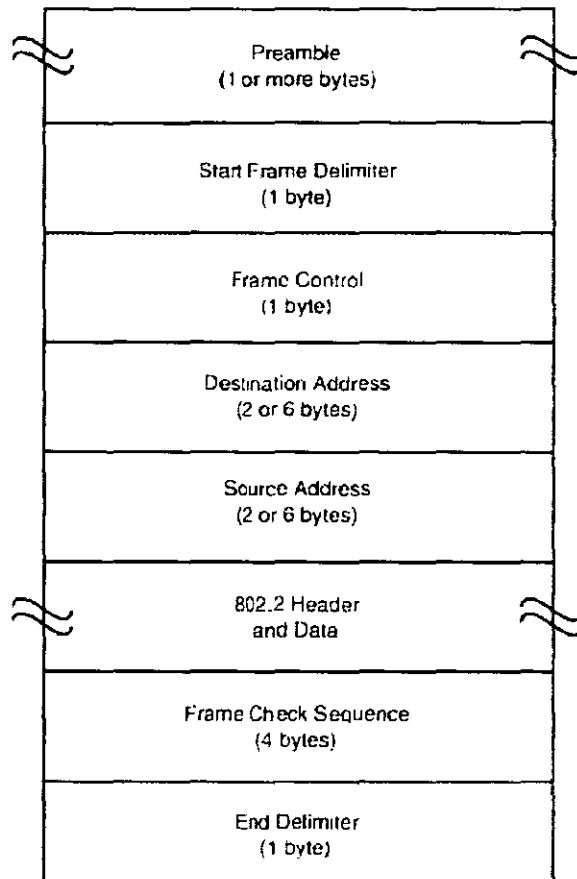 Preamble
(1 or more bytes)
Start Frame Delimiter
(1 byte)
Frame Control
(1 byte)
Destination Address
(2 or 6 bytes)
Source Address
(2 or 6 bytes)
802.2 Header
and Data
Frame Check Sequence
(4 bytes)
End Delimiter
(1 byte)